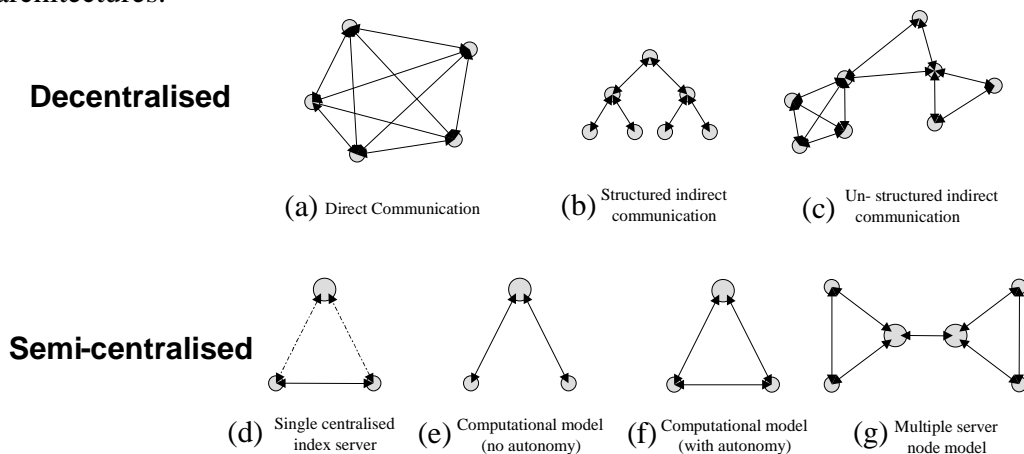 architectures.
Decentralised
(a) Direct Communication
(b) Structured indirect
communication
(c) Un- structured indirect
communication
Semi-centralised
(d) Single centralised
index server
(e) Computational model
(no autonomy)
(f) Computational model
(with autonomy)
(g) Multiple server
node model